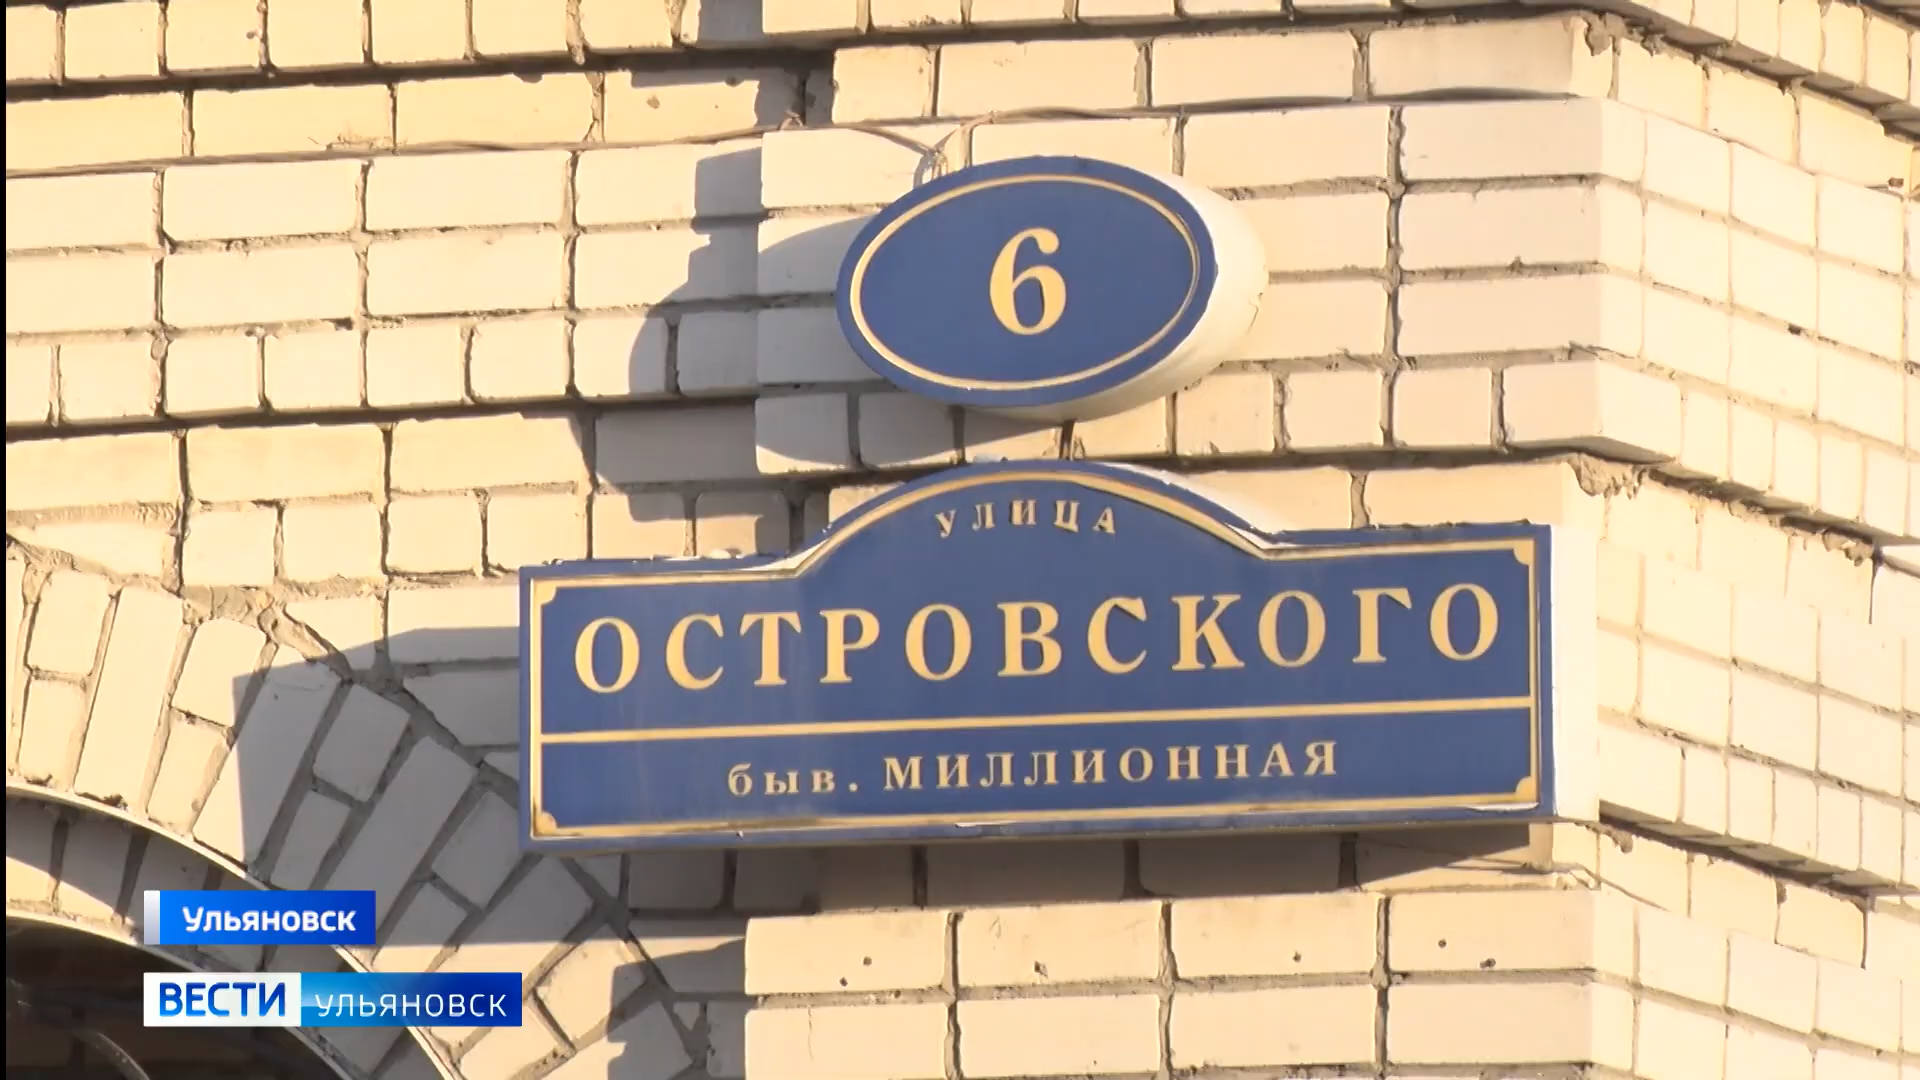 6
УЛИЦА
ОСТРОВСКОГО
быв. МИЛЛИОННАЯ
Ульяновск
ВЕСТИ УЛЬЯНОВСК